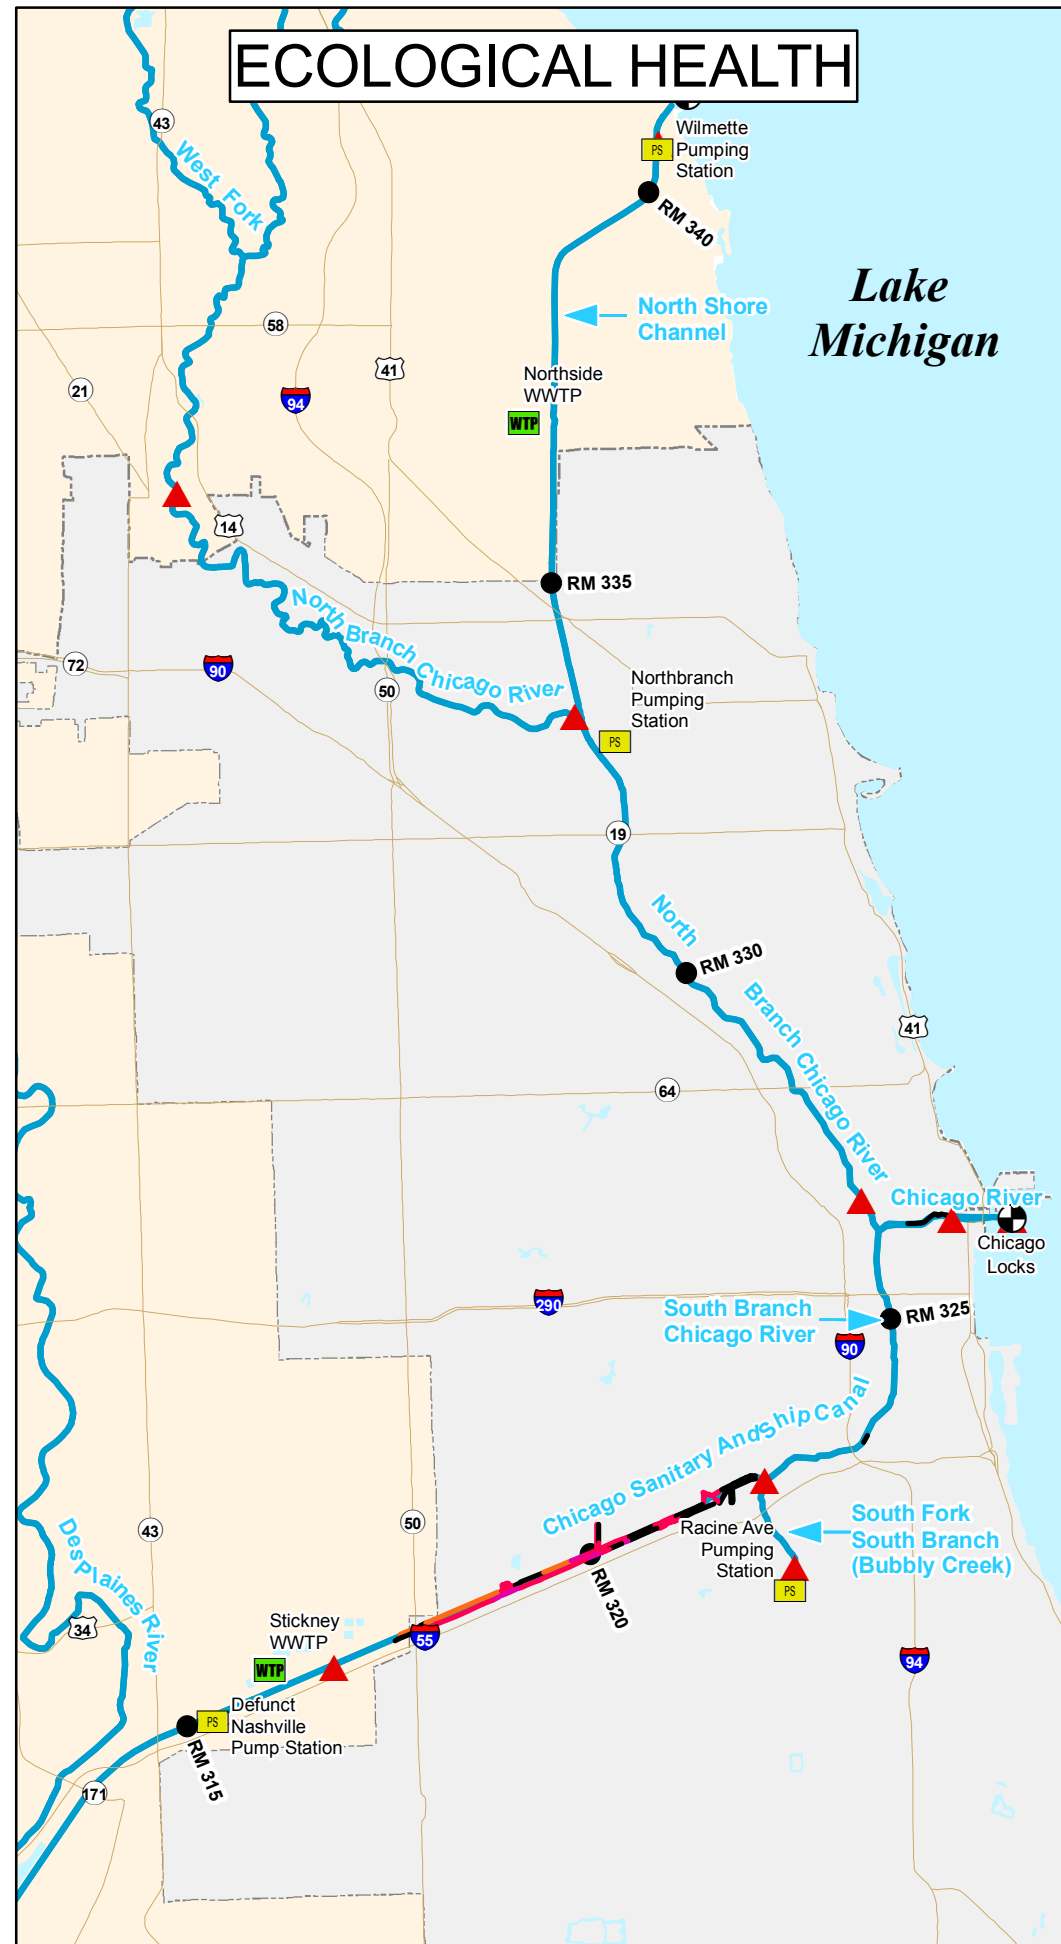 ECOLOGICAL HEALTH
43
West Fork
PS
Wilmette
Pumping
Station
RM 340
Lake
Michigan
North Shore
Channel
58
41
21
94
Northside
WWTP
WTP
14
RM 335
North Branch Chicago River
72
90
50
Northbranch
Pumping
Station
PS
19
North
RM 330
Branch Chicago River
41
64
Chicago River
Chicago
Locks
290
South Branch
Chicago River
RM 325
90
Chicago Sanitary And Ship Canal
43
50
Racine Ave
Pumping
Station
PS
South Fork
South Branch
(Bubbly Creek)
RM 320
Des Plaines River
34
Stickney
WWTP
WTP
55
94
PS
Defunct
Nashville
Pump Station
RM 315
171